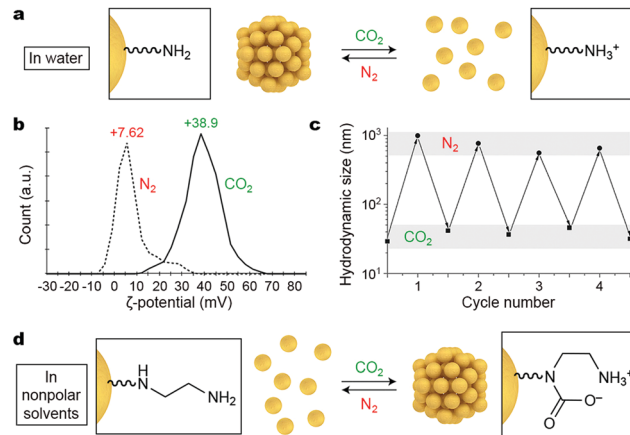 a
In water
NH2
CO2
N2
NH3+
b
+7.62
+38.9
N2
CO2
Count (a.u.)
-30 -20 -10 0 10 20 30 40 50 60 70 80
ζ-potential (mV)
c
Hydrodynamic size (nm)
10³
10²
10¹
N2
CO2
1 2 3 4
Cycle number
d
In
nonpolar
solvents
H
N
NH2
CO2
N2
N
NH3+
O
O−